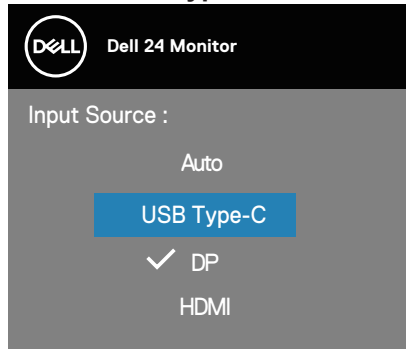 DELL Dell 24 Monitor
Input Source :
Auto
USB Type-C
DP
HDMI